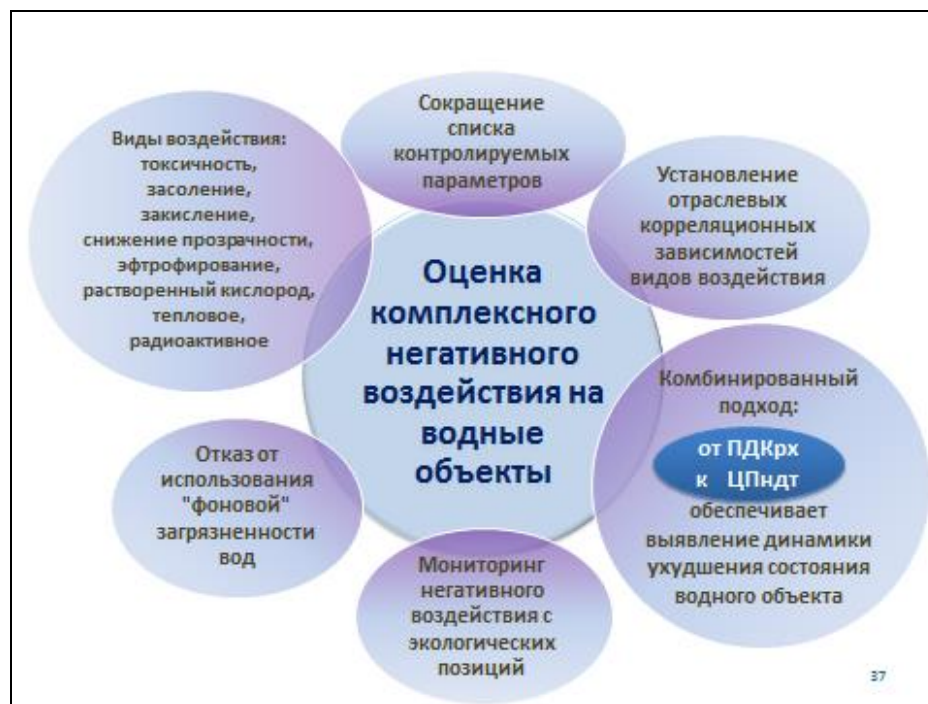 Сокращение
списка
контролируемых
параметров
Виды воздействия:
токсичность,
засоление,
закисление,
снижение прозрачности,
эфтрофирование,
растворенный кислород,
тепловое,
радиоактивное
Установление
отраслевых
корреляционных
зависимостей
видов воздействия
Оценка
комплексного
негативного
воздействия на
водные
объекты
Комбинированный
подход:
от ПДКрх
к ЦПндт
обеспечивает
выявление динамики
ухудшения состояния
водного объекта
Отказ от
использования
"фоновой"
загрязненности
вод
Мониторинг
негативного
воздействия с
экологических
позиций
37